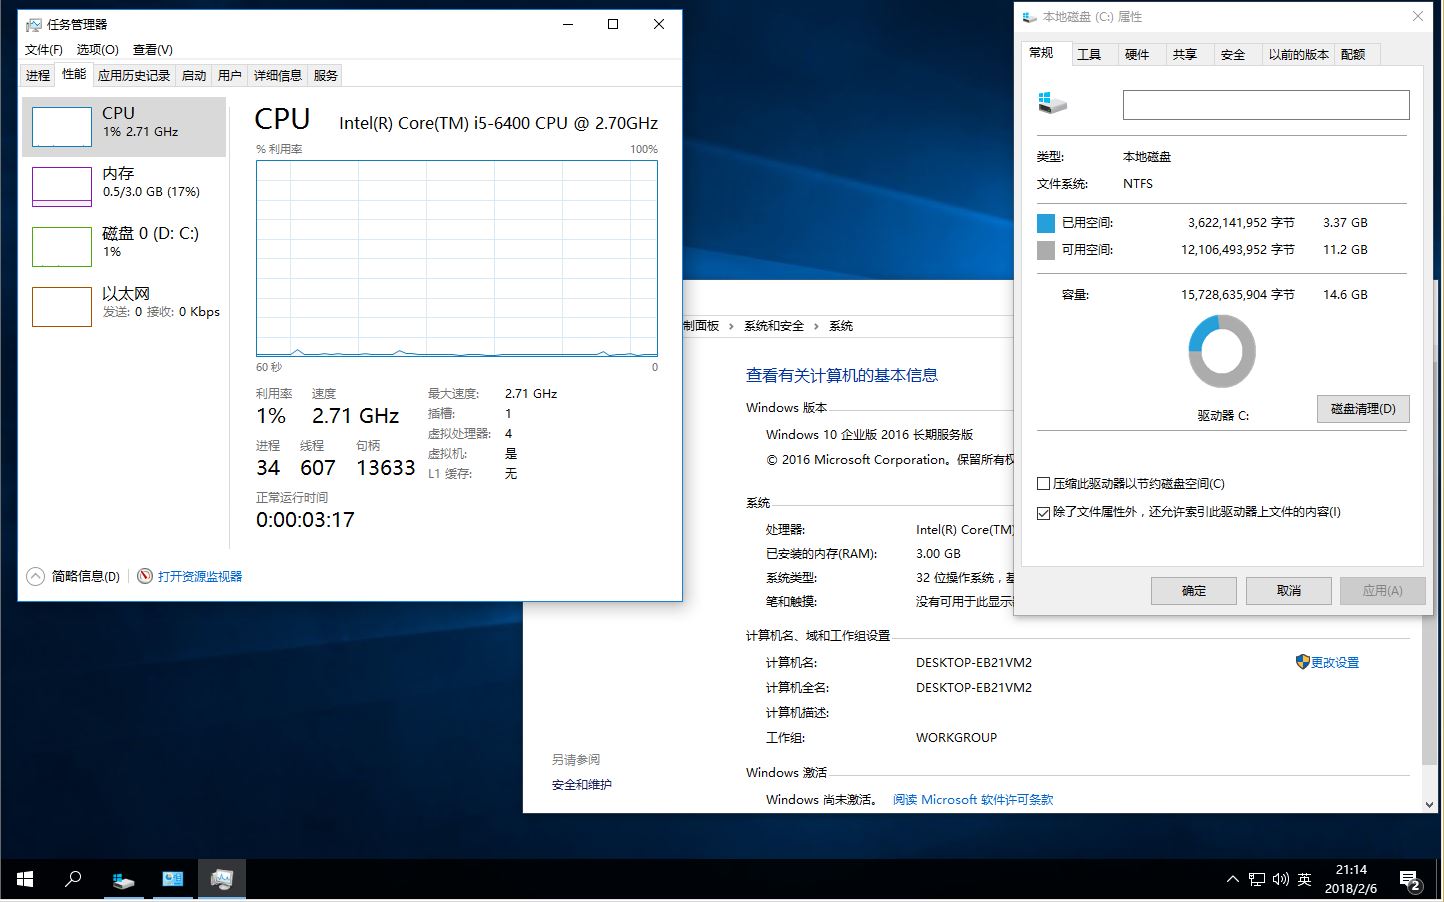 任务管理器
文件(F) 选项(O) 查看(V)
进程 性能 应用历史记录 启动 用户 详细信息 服务
CPU
1% 2.71 GHz
内存
0.5/3.0 GB (17%)
磁盘 0 (D: C:)
1%
以太网
发送: 0 接收: 0 Kbps
CPU Intel(R) Core(TM) i5-6400 CPU @ 2.70GHz
% 利用率 100%
60 秒 0
利用率 速度
1% 2.71 GHz
进程 线程 句柄
34 607 13633
正常运行时间
0:00:03:17
最大速度: 2.71 GHz
插槽: 1
虚拟处理器: 4
虚拟机: 是
L1 缓存: 无
简略信息(D) 打开资源监视器
制面板 › 系统和安全 › 系统
查看有关计算机的基本信息
Windows 版本
Windows 10 企业版 2016 长期服务版
© 2016 Microsoft Corporation。保留所有权
系统
处理器: Intel(R) Core(TM)
已安装的内存(RAM): 3.00 GB
系统类型: 32 位操作系统，
笔和触摸: 没有可用于此显示
计算机名、域和工作组设置
计算机名: DESKTOP-EB21VM2
更改设置
计算机全名: DESKTOP-EB21VM2
计算机描述:
工作组: WORKGROUP
Windows 激活
Windows 尚未激活。 阅读 Microsoft 软件许可条款
另请参阅
安全和维护
本地磁盘 (C:) 属性
常规 工具 硬件 共享 安全 以前的版本 配额
类型: 本地磁盘
文件系统: NTFS
已用空间: 3,622,141,952 字节 3.37 GB
可用空间: 12,106,493,952 字节 11.2 GB
容量: 15,728,635,904 字节 14.6 GB
驱动器 C: 磁盘清理(D)
压缩此驱动器以节约磁盘空间(C)
除了文件属性外，还允许索引此驱动器上文件的内容(I)
确定 取消 应用(A)
英
21:14
2018/2/6
2